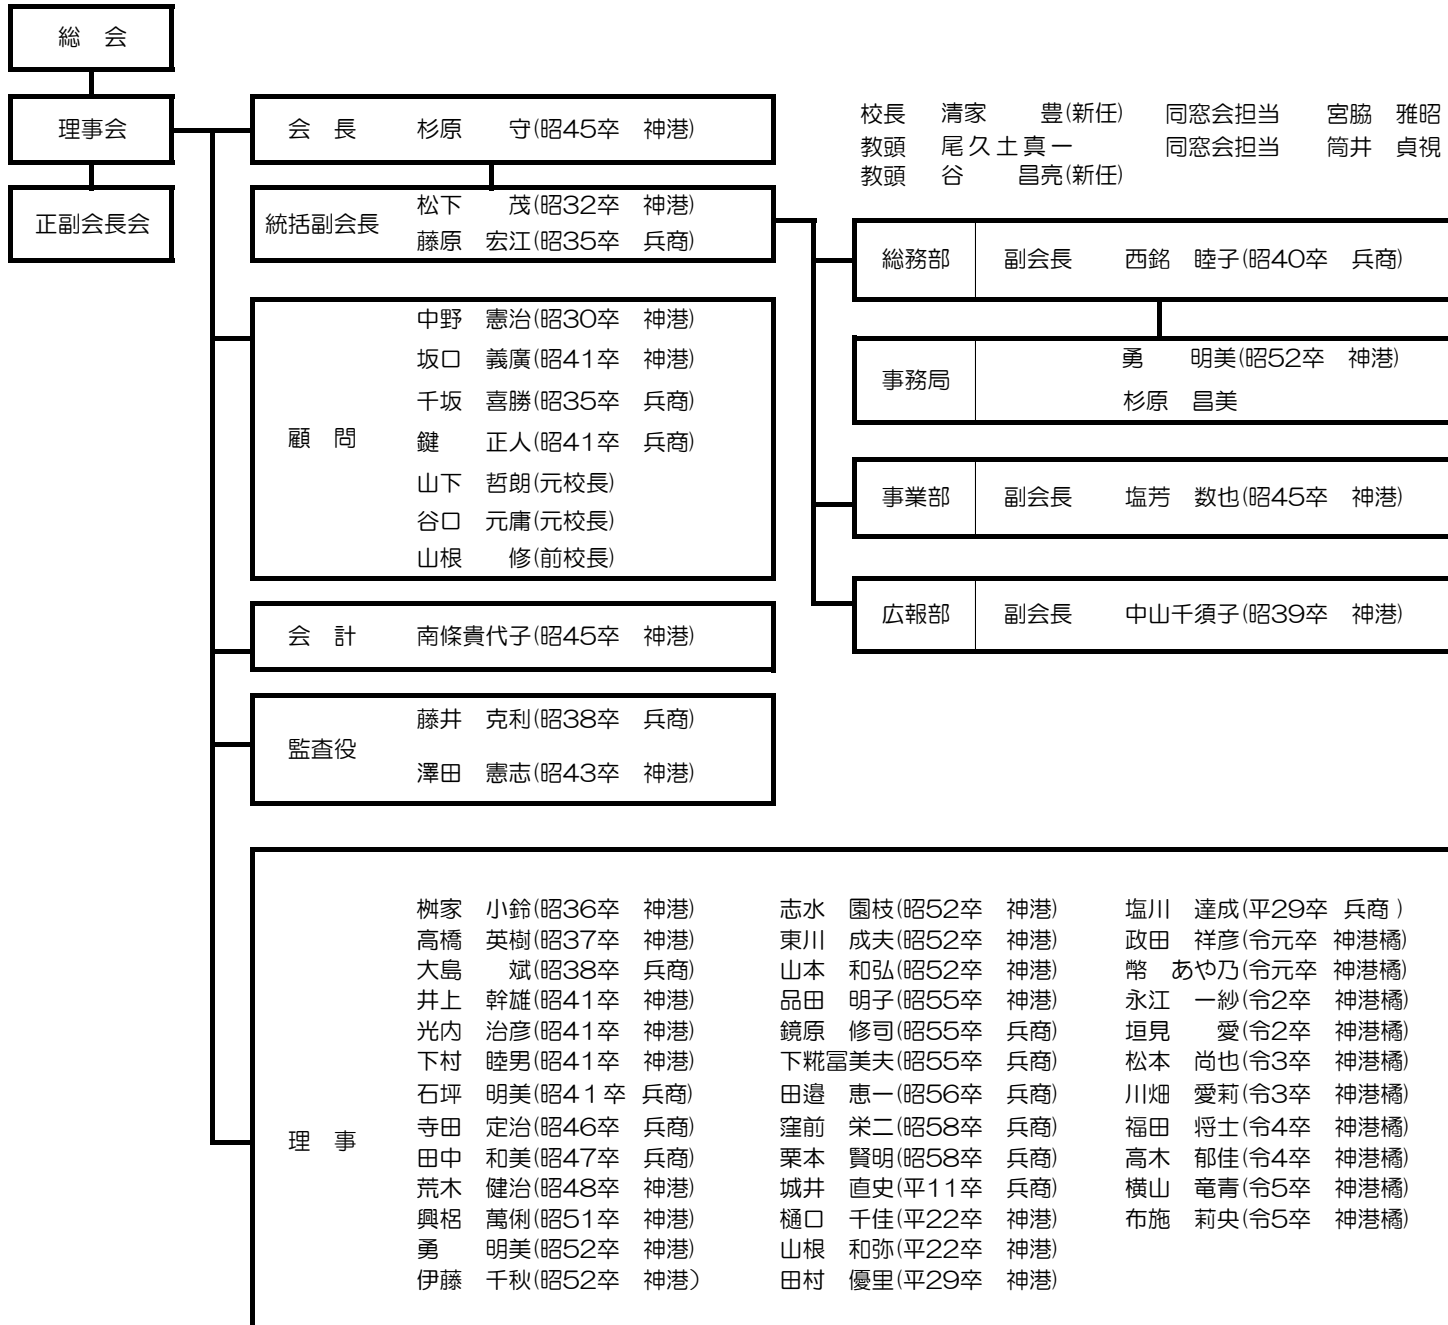 総　会
理事会
正副会長会
会　長　杉原　　守(昭45卒　神港)
統括副会長
松下　　茂(昭32卒　神港)
藤原　宏江(昭35卒　兵商)
顧　問
中野　憲治(昭30卒　神港)
坂口　義廣(昭41卒　神港)
千坂　喜勝(昭35卒　兵商)
鍵　　正人(昭41卒　兵商)
山下　哲朗(元校長)
谷口　元庸(元校長)
山根　　修(前校長)
会　計　南條貴代子(昭45卒　神港)
監査役
藤井　克利(昭38卒　兵商)
澤田　憲志(昭43卒　神港)
校長　清家　　豊(新任)　同窓会担当　宮脇　雅昭
教頭　尾久土真一　同窓会担当　筒井　貞視
教頭　谷　　昌亮(新任)
総務部　副会長　西銘　睦子(昭40卒　兵商)
事務局
勇　　明美(昭52卒　神港)
杉原　昌美
事業部　副会長　塩芳　数也(昭45卒　神港)
広報部　副会長　中山千須子(昭39卒　神港)
理　事
桝家　小鈴(昭36卒　神港)
高橋　英樹(昭37卒　神港)
大島　　斌(昭38卒　兵商)
井上　幹雄(昭41卒　神港)
光内　治彦(昭41卒　神港)
下村　睦男(昭41卒　神港)
石坪　明美(昭41卒　兵商)
寺田　定治(昭46卒　兵商)
田中　和美(昭47卒　兵商)
荒木　健治(昭48卒　神港)
興梠　萬俐(昭51卒　神港)
勇　　明美(昭52卒　神港)
伊藤　千秋(昭52卒　神港）
志水　園枝(昭52卒　神港)
東川　成夫(昭52卒　神港)
山本　和弘(昭52卒　神港)
品田　明子(昭55卒　神港)
鏡原　修司(昭55卒　兵商)
下糀冨美夫(昭55卒　兵商)
田邉　恵一(昭56卒　兵商)
窪前　栄二(昭58卒　兵商)
栗本　賢明(昭58卒　兵商)
城井　直史(平11卒　兵商)
樋口　千佳(平22卒　神港)
山根　和弥(平22卒　神港)
田村　優里(平29卒　神港)
塩川　達成(平29卒　兵商 )
政田　祥彦(令元卒　神港橘)
幣　あや乃(令元卒　神港橘)
永江　一紗(令2卒　神港橘)
垣見　　愛(令2卒　神港橘)
松本　尚也(令3卒　神港橘)
川畑　愛莉(令3卒　神港橘)
福田　将士(令4卒　神港橘)
高木　郁佳(令4卒　神港橘)
横山　竜青(令5卒　神港橘)
布施　莉央(令5卒　神港橘)